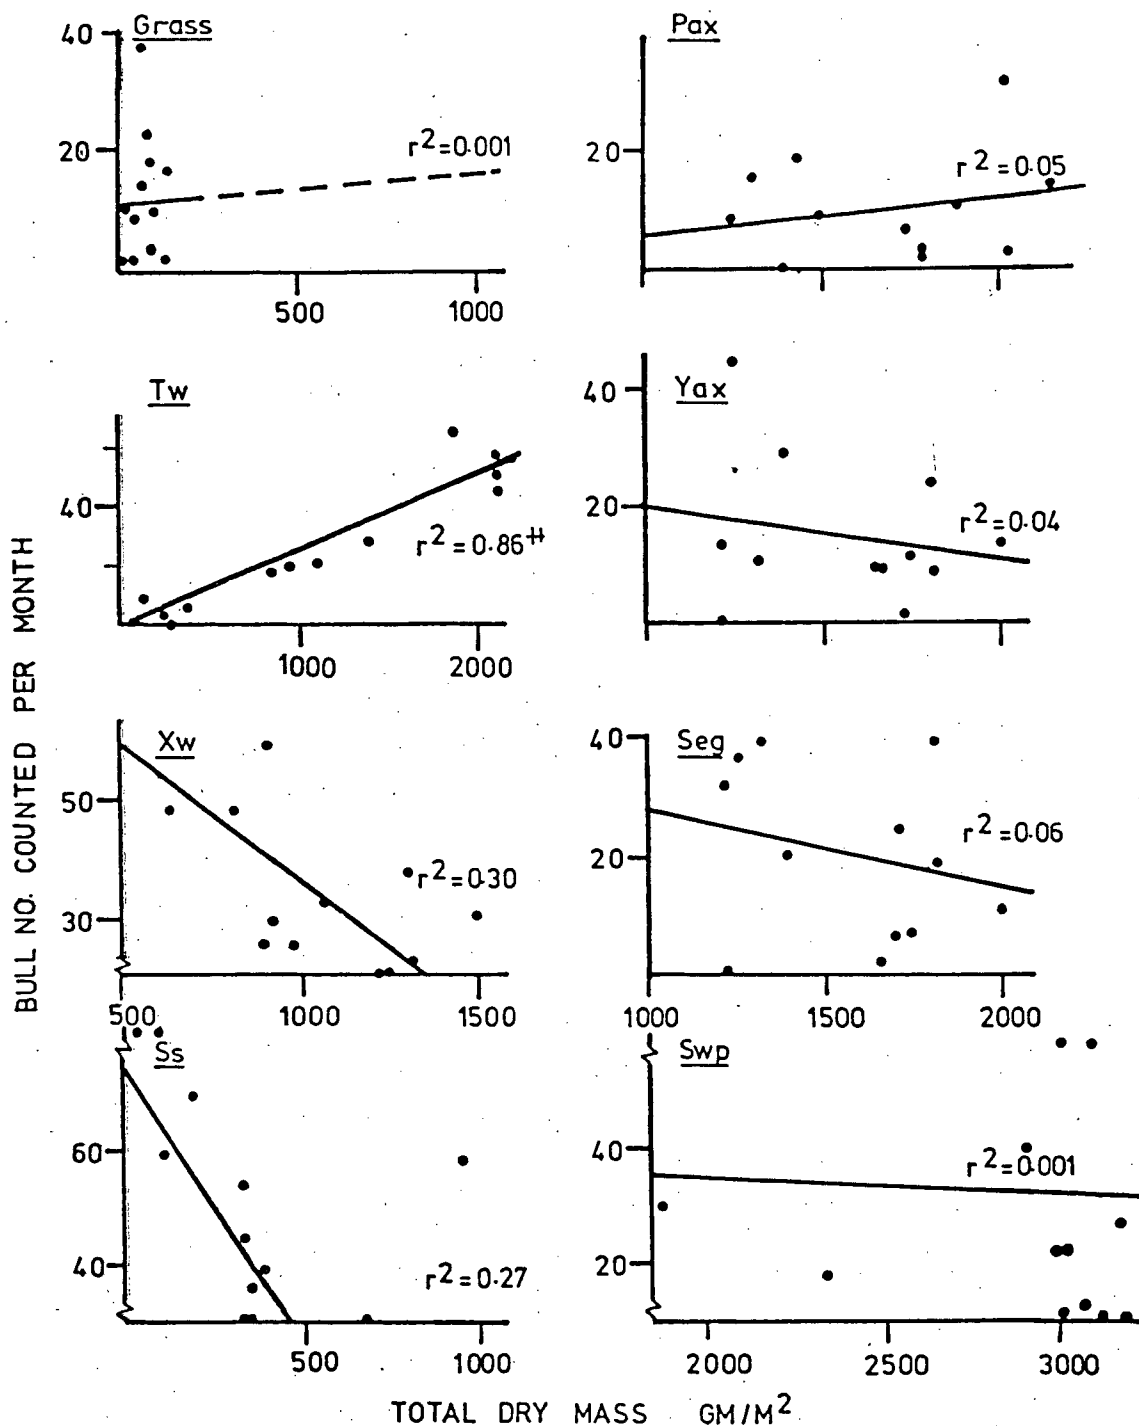 BULL NO. COUNTED PER MONTH
Grass
40
20
r²=0.001
500
1000
Pax
20
r²=0.05
Tw
40
r²=0.86++
1000
2000
Yax
40
20
r²=0.04
Xw
50
30
r²=0.30
500
1000
1500
Seg
40
20
r²=0.06
1000
1500
2000
Ss
60
40
r²=0.27
500
1000
Swp
40
20
r²=0.001
2000
2500
3000
TOTAL DRY MASS GM/M²